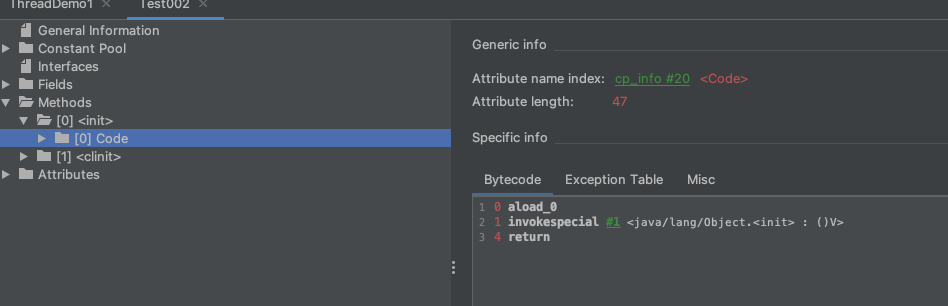 ThreadDemo1 × Test002 ×
General Information
Constant Pool
Interfaces
Fields
Methods
[0] <init>
[0] Code
[1] <clinit>
Attributes
Generic info
Attribute name index: cp_info #20 <Code>
Attribute length: 47
Specific info
Bytecode Exception Table Misc
1 0 aload_0
2 1 invokespecial #1 <java/lang/Object.<init> : ()V>
3 4 return